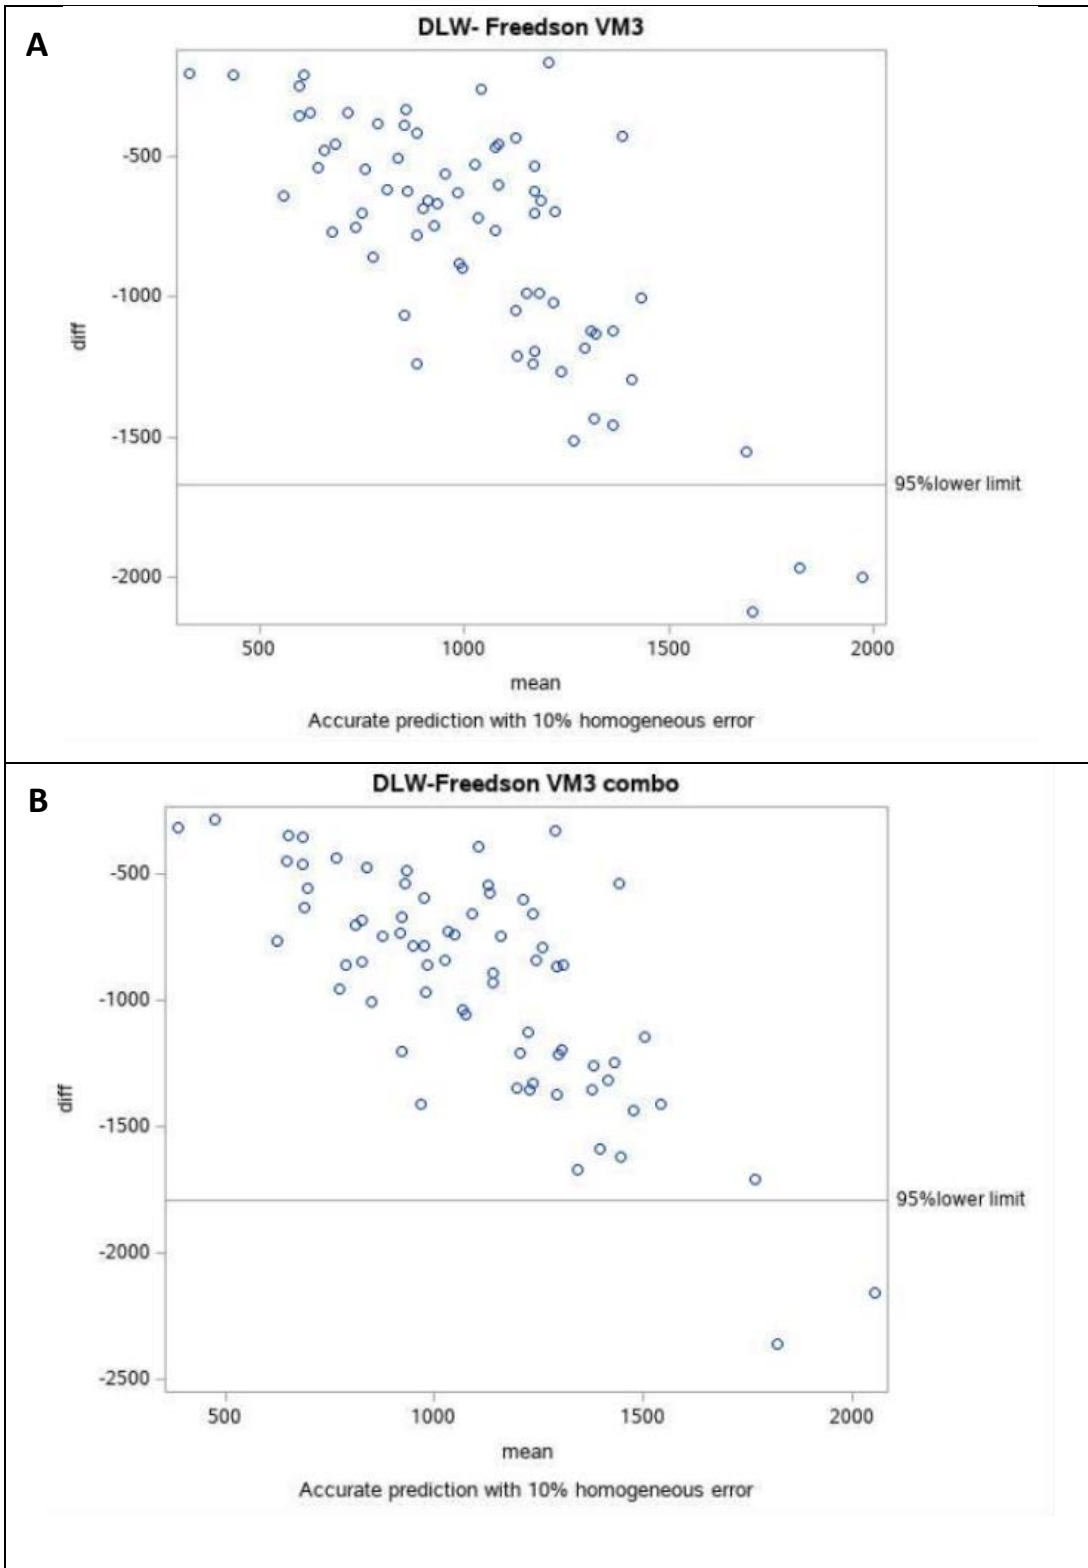 A
DLW- Freedson VM3
-500
-1000
diff
-1500
95%lower limit
-2000
500 1000 1500 2000
mean
Accurate prediction with 10% homogeneous error
B
DLW-Freedson VM3 combo
-500
-1000
diff
-1500
95%lower limit
-2000
-2500
500 1000 1500 2000
mean
Accurate prediction with 10% homogeneous error